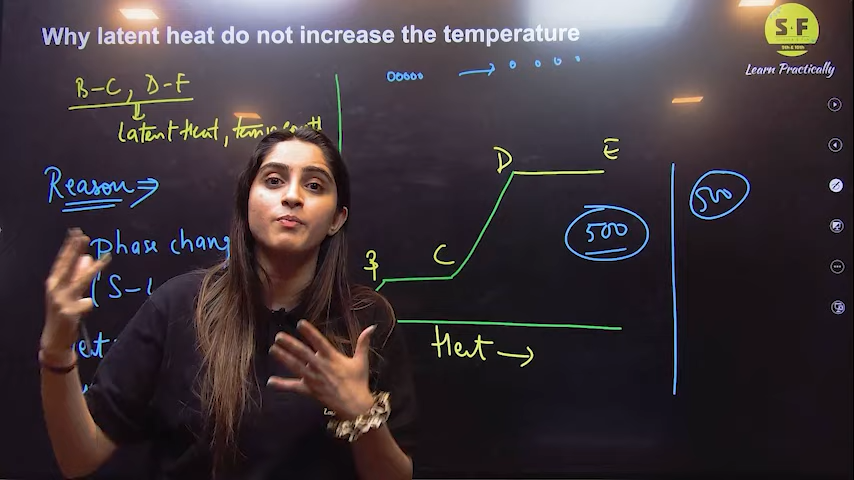 Why latent heat do not increase the temperature
S F
9th & 10th
Learn Practically
B-C, D-F
Latent Heat,
Reason ⇒
phase chang
(S-L
D
E
C
B
500
500
Heat →